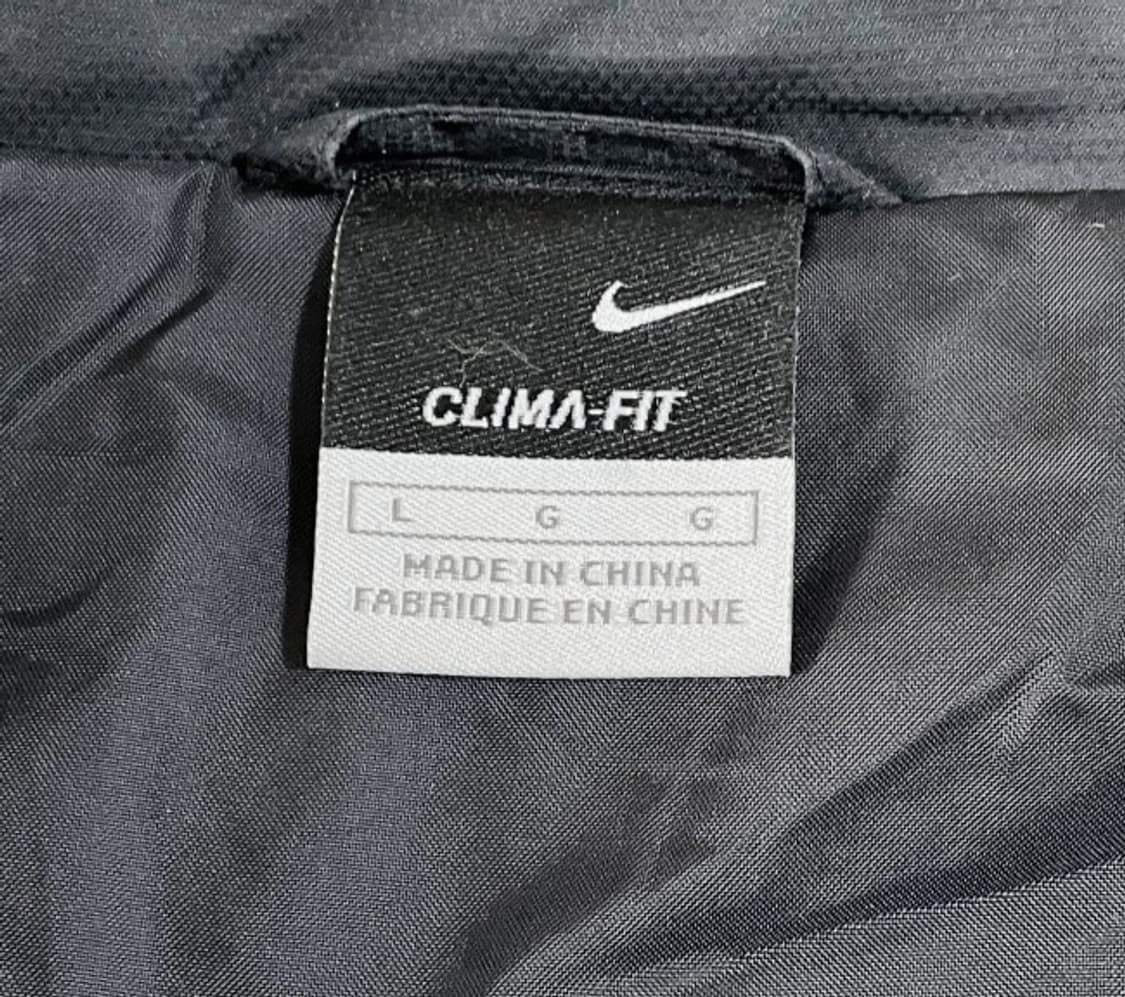 CLIMA-FIT
L G G
MADE IN CHINA
FABRIQUE EN CHINE